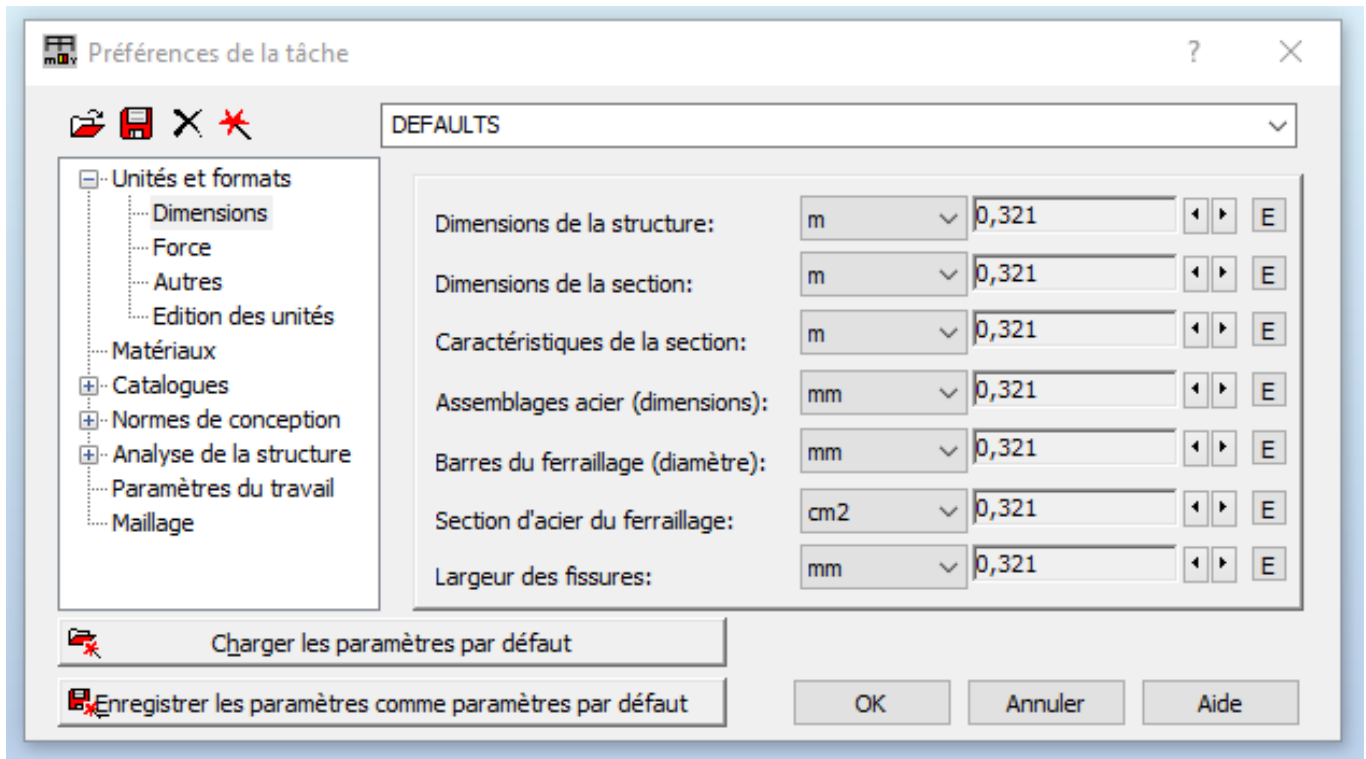 Préférences de la tâche
?
DEFAULTS
Unités et formats
Dimensions
Force
Autres
Edition des unités
Matériaux
Catalogues
Normes de conception
Analyse de la structure
Paramètres du travail
Maillage
Dimensions de la structure: m 0,321 E
Dimensions de la section: m 0,321 E
Caractéristiques de la section: m 0,321 E
Assemblages acier (dimensions): mm 0,321 E
Barres du ferraillage (diamètre): mm 0,321 E
Section d'acier du ferraillage: cm2 0,321 E
Largeur des fissures: mm 0,321 E
Charger les paramètres par défaut
Enregistrer les paramètres comme paramètres par défaut
OK Annuler Aide